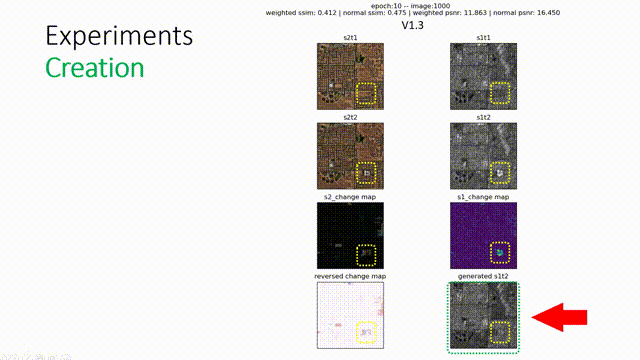 epoch:10 -- image:1000
weighted ssim: 0.412 | normal ssim: 0.475 | weighted psnr: 11.863 | normal psnr: 16.450
V1.3
Experiments
Creation
s2t1
s1t1
s2t2
s1t2
s2_change map
s1_change map
reversed change map
generated s1t2